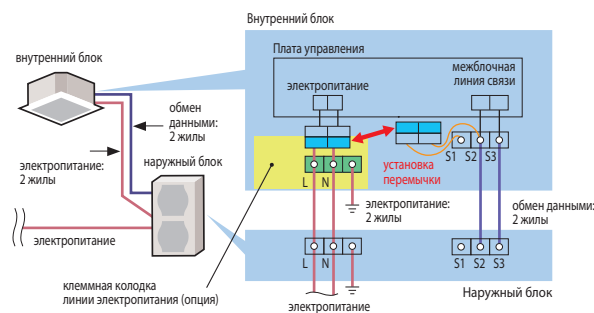 Внутренний блок
Плата управления
внутренний блок
электропитание
межблочная
линия связи
обмен
данными:
2 жилы
электропитание:
2 жилы
наружный блок
S1 S2 S3
установка
перемычки
L N
электропитание:
2 жилы
обмен данными:
2 жилы
электропитание
L N
S1 S2 S3
клеммная колодка
линии электропитания (опция)
Наружный блок
электропитание